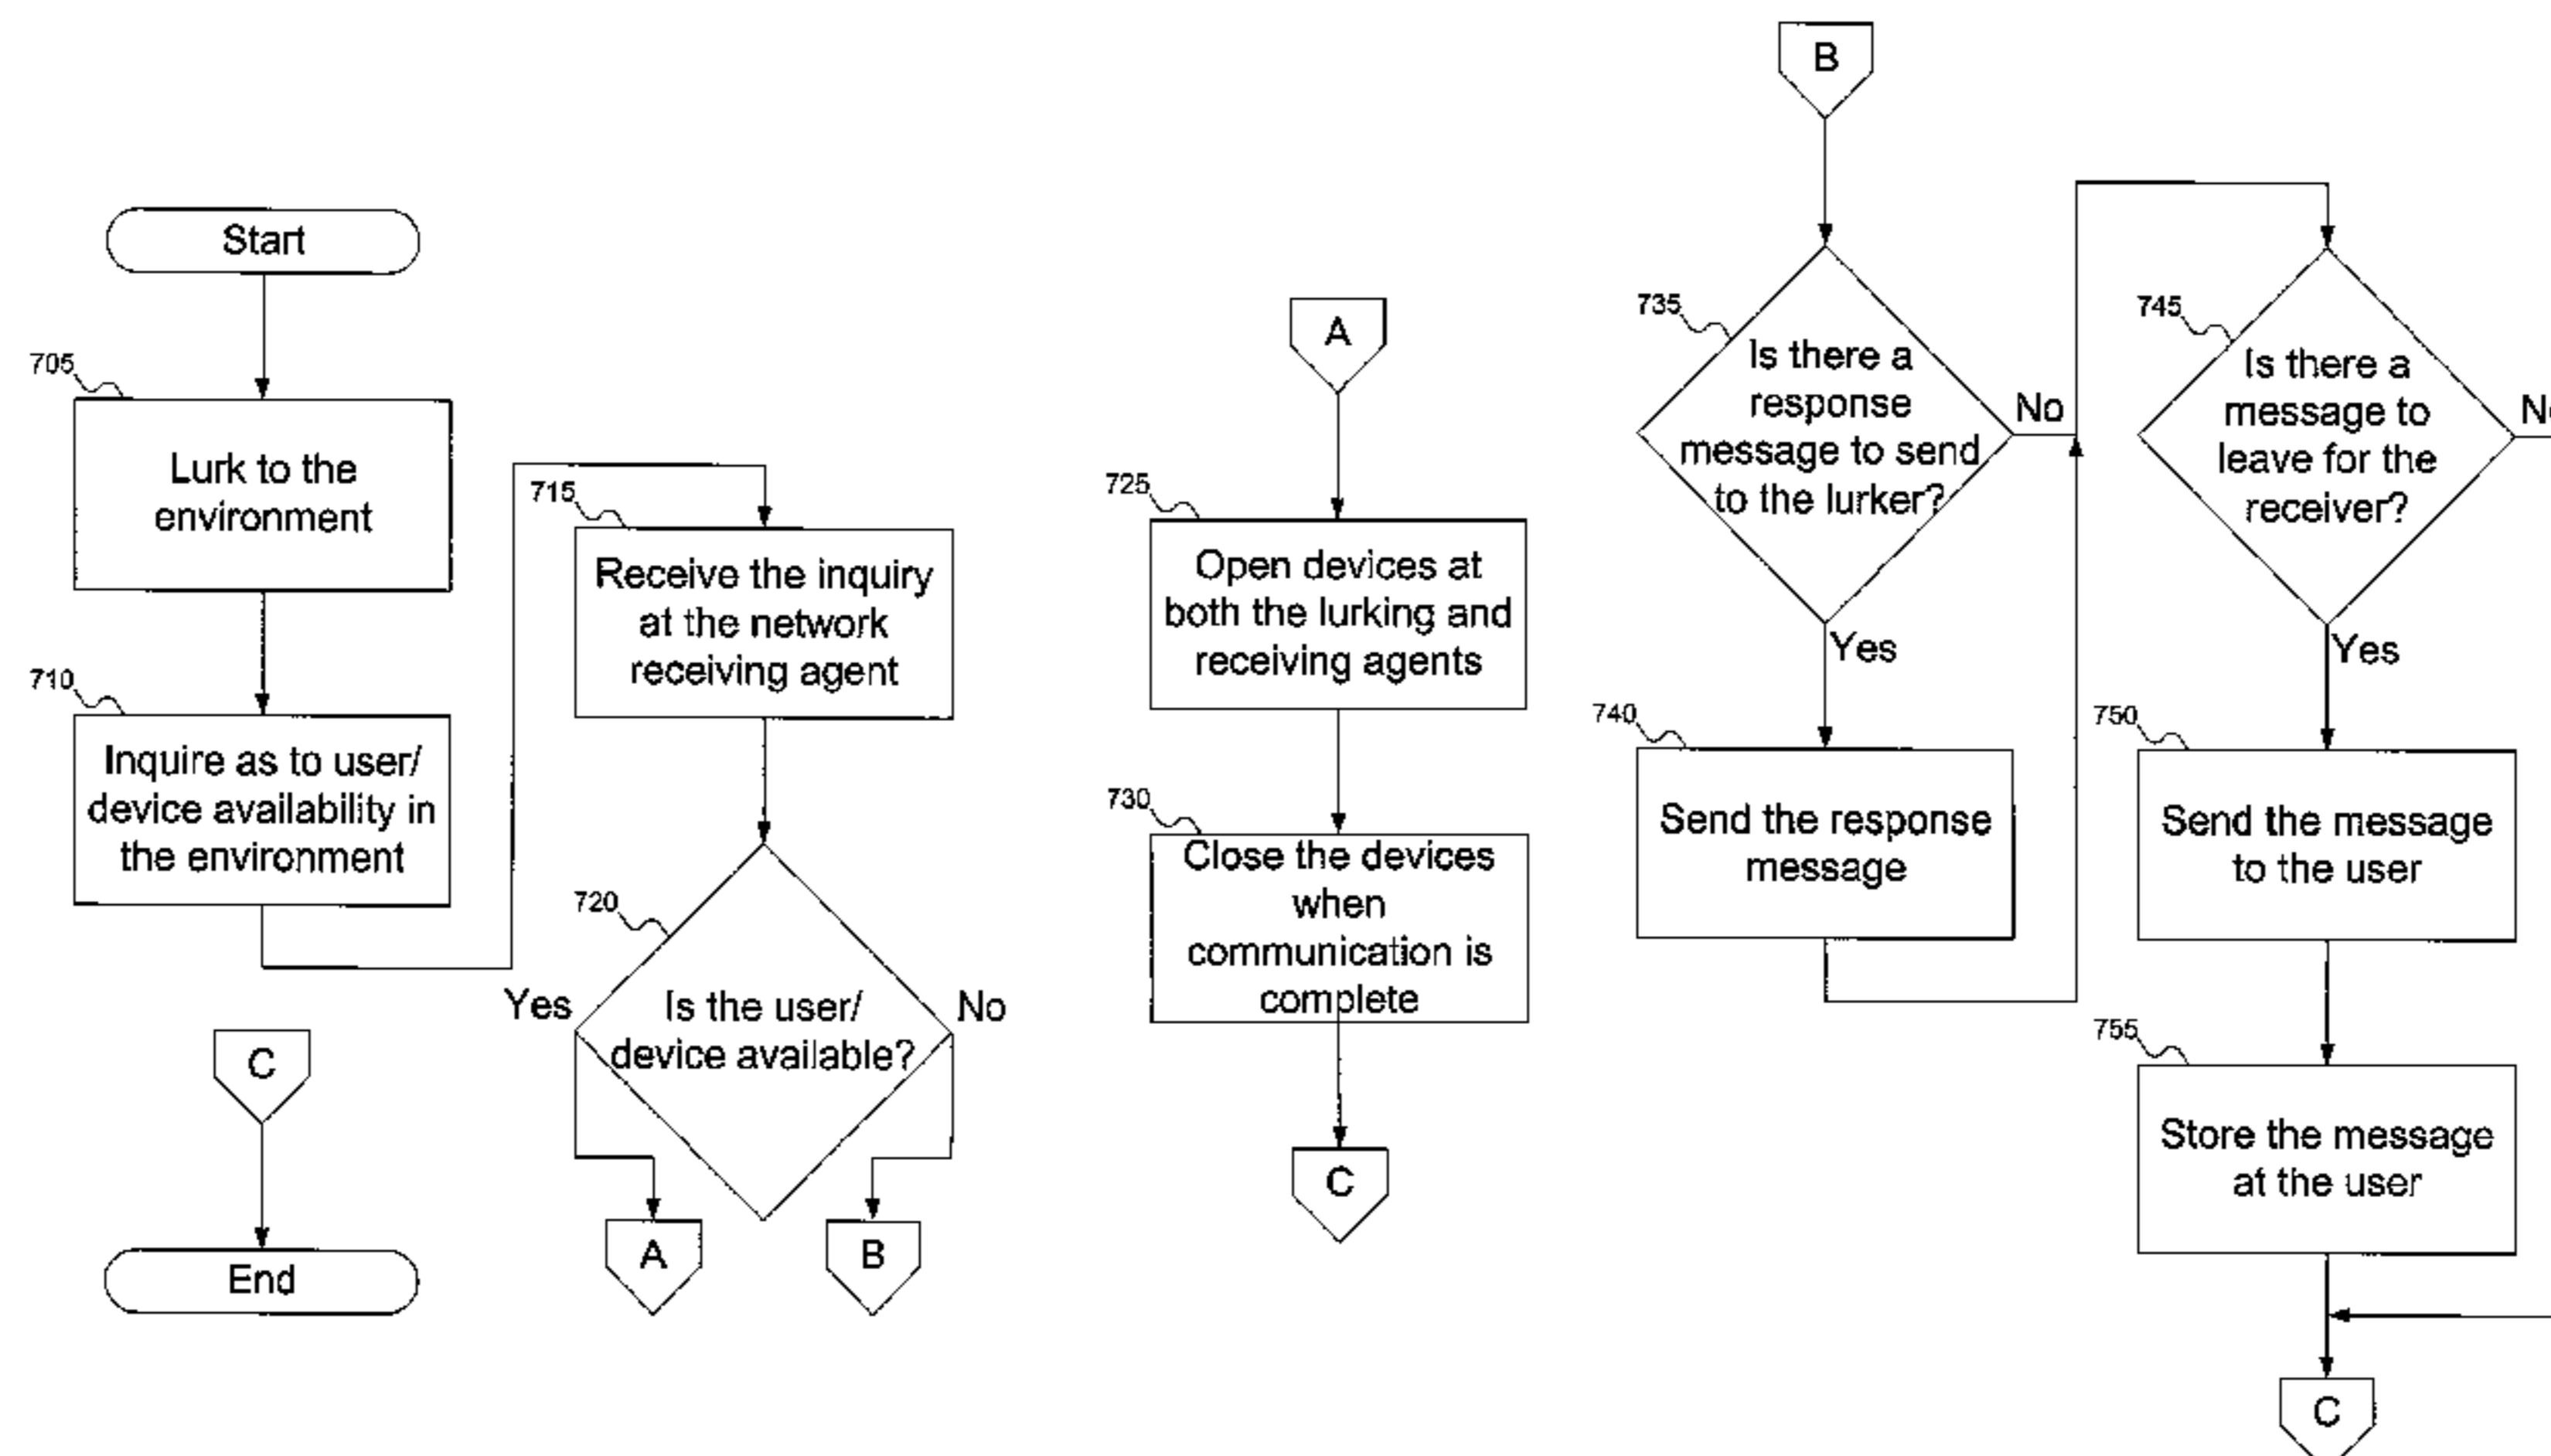 Start
705
Lurk to the
environment
710
Inquire as to user/
device availability in
the environment
C
End
715
Receive the inquiry
at the network
receiving agent
720
Yes
Is the user/
device available?
No
A
B
A
725
Open devices at
both the lurking and
receiving agents
730
Close the devices
when
communication is
complete
C
B
735
Is there a
response
message to send
to the lurker?
No
Yes
740
Send the response
message
745
Is there a
message to
leave for the
receiver?
Yes
750
Send the message
to the user
755
Store the message
at the user
C